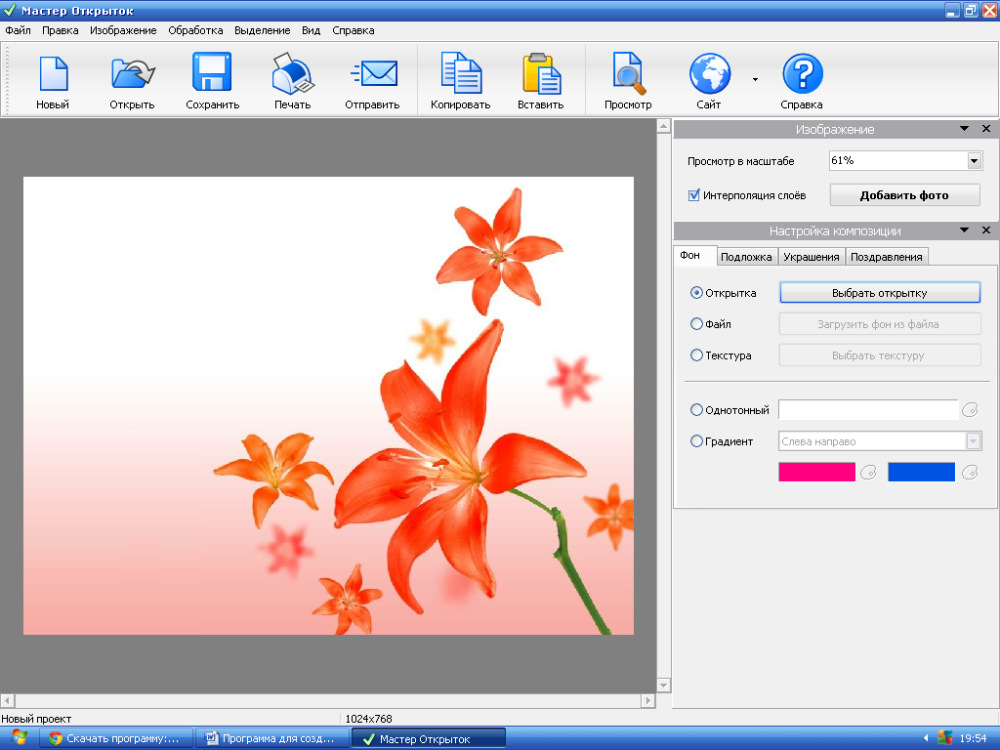 Мастер Открыток
Файл Правка Изображение Обработка Выделение Вид Справка
Новый Открыть Сохранить Печать Отправить Копировать Вставить Просмотр Сайт Справка
Изображение
Просмотр в масштабе 61%
Интерполяция слоёв Добавить фото
Настройка композиции
Фон Подложка Украшения Поздравления
Открытка Выбрать открытку
Файл Загрузить фон из файла
Текстура Выбрать текстуру
Однотонный
Градиент Слева направо
Новый проект 1024x768
Скачать программу:... Программа для созд... Мастер Открыток 19:54